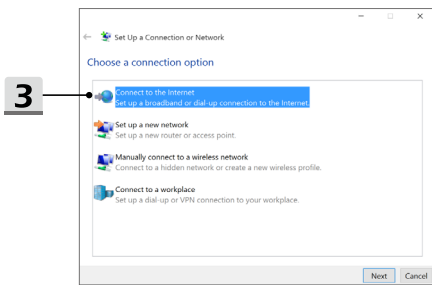 Set Up a Connection or Network
Choose a connection option
3
Connect to the Internet
Set up a broadband or dial-up connection to the Internet.
Set up a new network
Set up a new router or access point.
Manually connect to a wireless network
Connect to a hidden network or create a new wireless profile.
Connect to a workplace
Set up a dial-up or VPN connection to your workplace.
Next Cancel